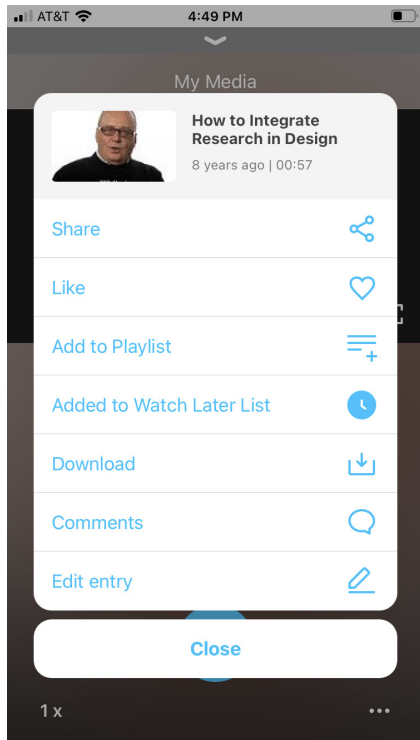 AT&T 4:49 PM
My Media
How to Integrate
Research in Design
8 years ago | 00:57
Share
Like
Add to Playlist
Added to Watch Later List
Download
Comments
Edit entry
Close
1 x